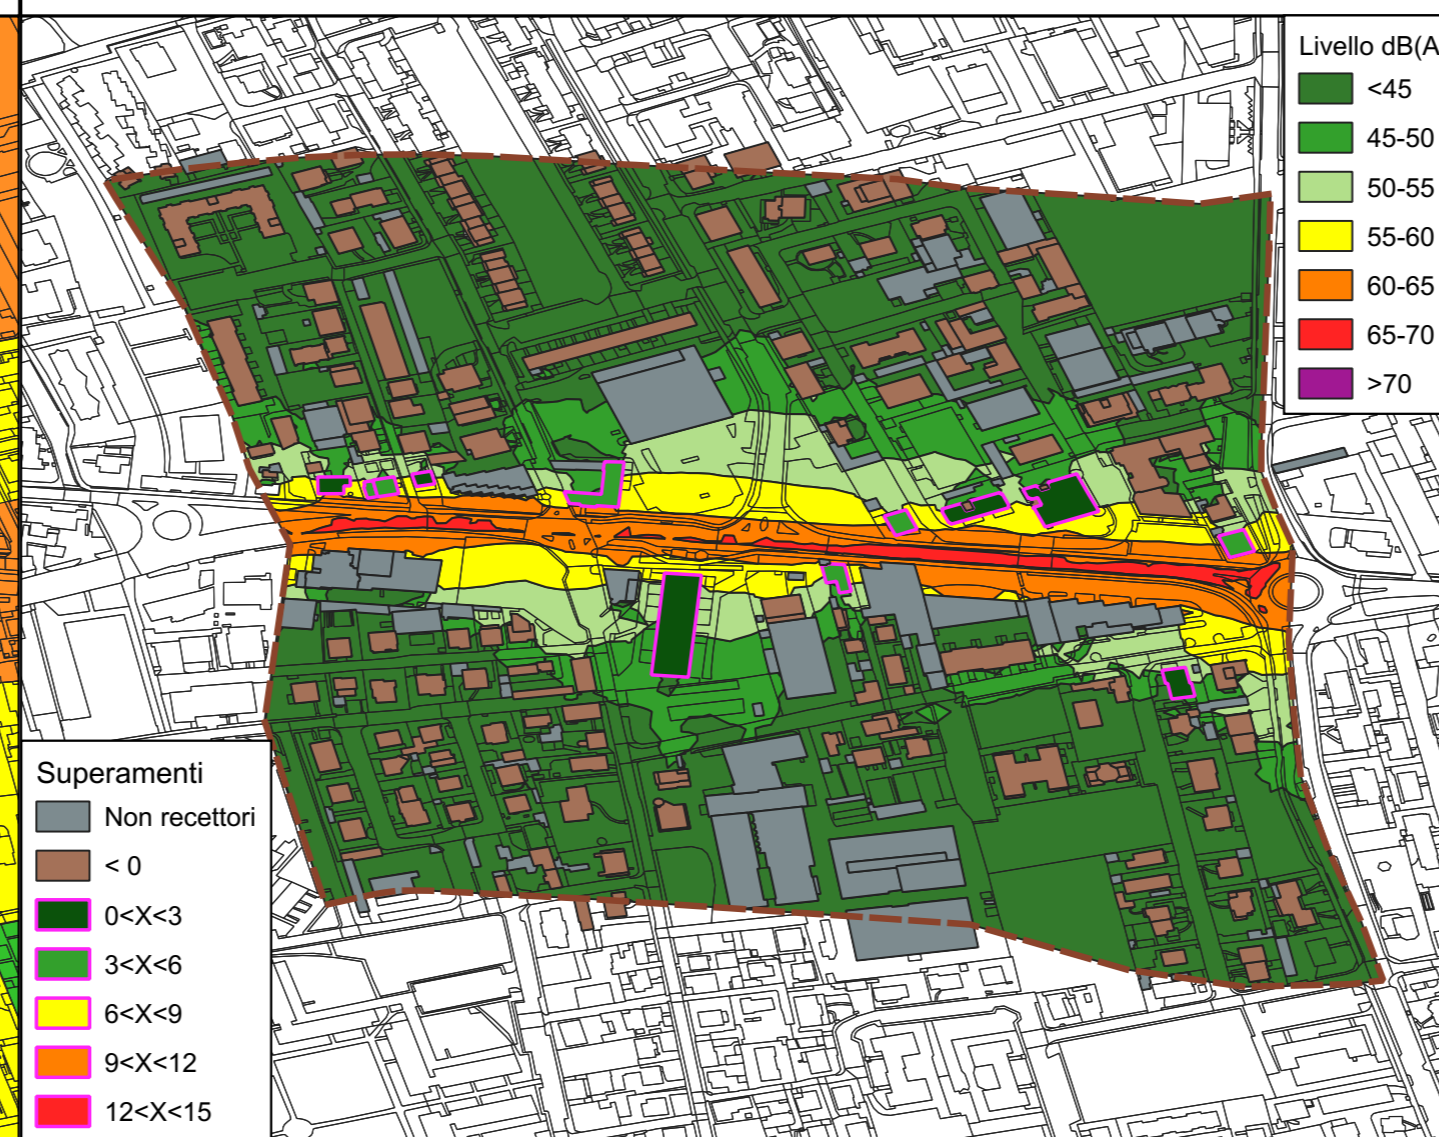 Livello dB(A
<45
45-50
50-55
55-60
60-65
65-70
>70
Superamenti
Non recettori
< 0
0<X<3
3<X<6
6<X<9
9<X<12
12<X<15